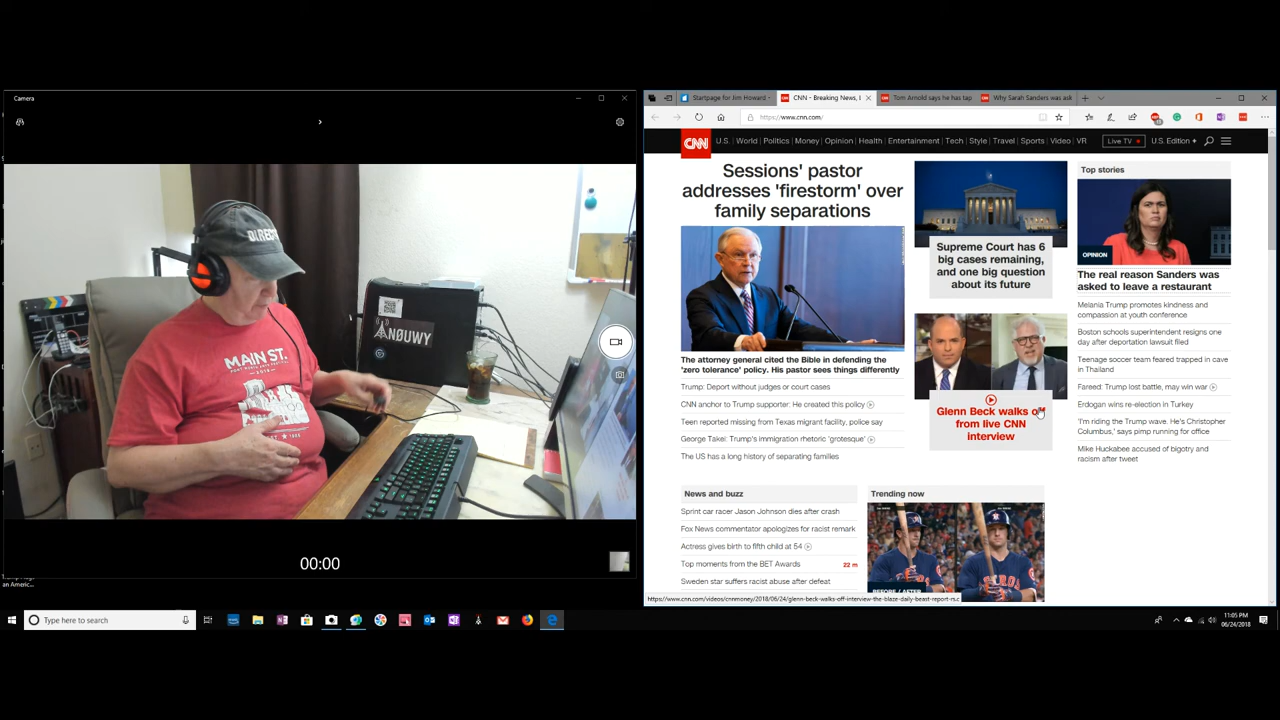 Camera
00:00
DIRECT
MAIN ST.
ANØUWY
an Americ...
Startpage for Jim Howard -
CNN - Breaking News, l
Tom Arnold says he has tap
Why Sarah Sanders was ask
https://www.cnn.com/
CNN
U.S.
World
Politics
Money
Opinion
Health
Entertainment
Tech
Style
Travel
Sports
Video
VR
Live TV
U.S. Edition +
Sessions' pastor
addresses 'firestorm' over
family separations
The attorney general cited the Bible in defending the
'zero tolerance' policy. His pastor sees things differently
Trump: Deport without judges or court cases
CNN anchor to Trump supporter: He created this policy
Teen reported missing from Texas migrant facility, police say
George Takei: Trump's immigration rhetoric 'grotesque'
The US has a long history of separating families
Supreme Court has 6
big cases remaining,
and one big question
about its future
Glenn Beck walks off
from live CNN
interview
Top stories
OPINION
The real reason Sanders was
asked to leave a restaurant
Melania Trump promotes kindness and
compassion at youth conference
Boston schools superintendent resigns one
day after deportation lawsuit filed
Teenage soccer team feared trapped in cave
in Thailand
Fareed: Trump lost battle, may win war
Erdogan wins re-election in Turkey
'I'm riding the Trump wave. He's Christopher
Columbus,' says pimp running for office
Mike Huckabee accused of bigotry and
racism after tweet
News and buzz
Sprint car racer Jason Johnson dies after crash
Fox News commentator apologizes for racist remark
Actress gives birth to fifth child at 54
Top moments from the BET Awards
22 m
Sweden star suffers racist abuse after defeat
Trending now
BEFORE / AFTER
https://www.cnn.com/videos/cnnmoney/2018/06/24/glenn-beck-walks-off-interview-the-blaze-daily-beast-report-rs.c
Type here to search
11:05 PM
06/24/2018